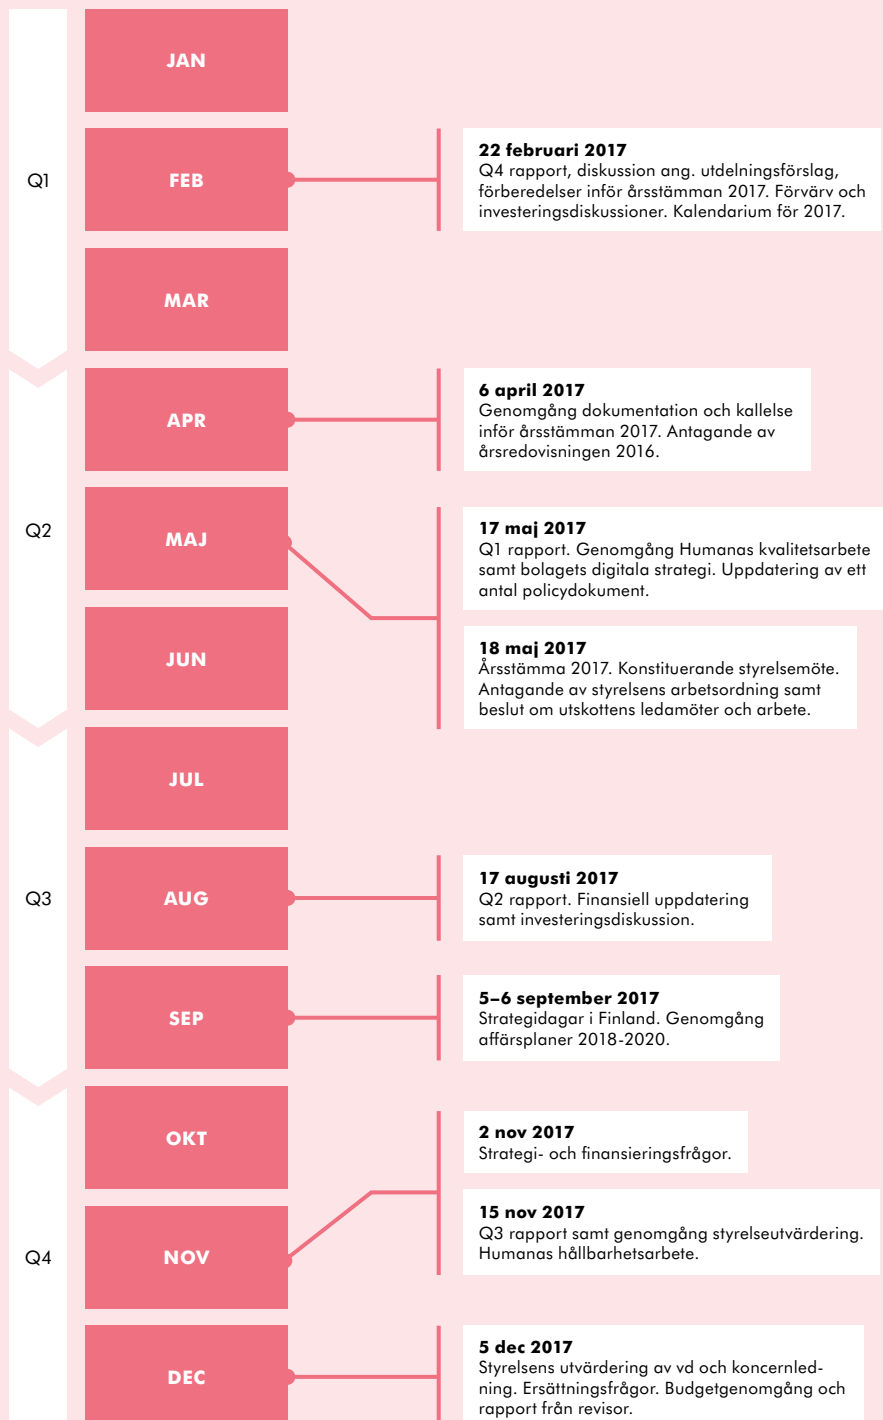 Q1
JAN
FEB
22 februari 2017
Q4 rapport, diskussion ang. utdelningsförslag,
förberedelser inför årsstämman 2017. Förvärv och
investeringsdiskussioner. Kalendarium för 2017.
MAR
Q2
APR
6 april 2017
Genomgång dokumentation och kallelse
inför årsstämman 2017. Antagande av
årsredovisningen 2016.
MAJ
17 maj 2017
Q1 rapport. Genomgång Humanas kvalitetsarbete
samt bolagets digitala strategi. Uppdatering av ett
antal policydokument.
18 maj 2017
Årsstämma 2017. Konstituerande styrelsemöte.
Antagande av styrelsens arbetsordning samt
beslut om utskottens ledamöter och arbete.
JUN
Q3
JUL
AUG
17 augusti 2017
Q2 rapport. Finansiell uppdatering
samt investeringsdiskussion.
SEP
5–6 september 2017
Strategidagar i Finland. Genomgång
affärsplaner 2018-2020.
Q4
OKT
NOV
2 nov 2017
Strategi- och finansieringsfrågor.
15 nov 2017
Q3 rapport samt genomgång styrelseutvärdering.
Humanas hållbarhetsarbete.
DEC
5 dec 2017
Styrelsens utvärdering av vd och koncernled-
ning. Ersättningsfrågor. Budgetgenomgång och
rapport från revisor.